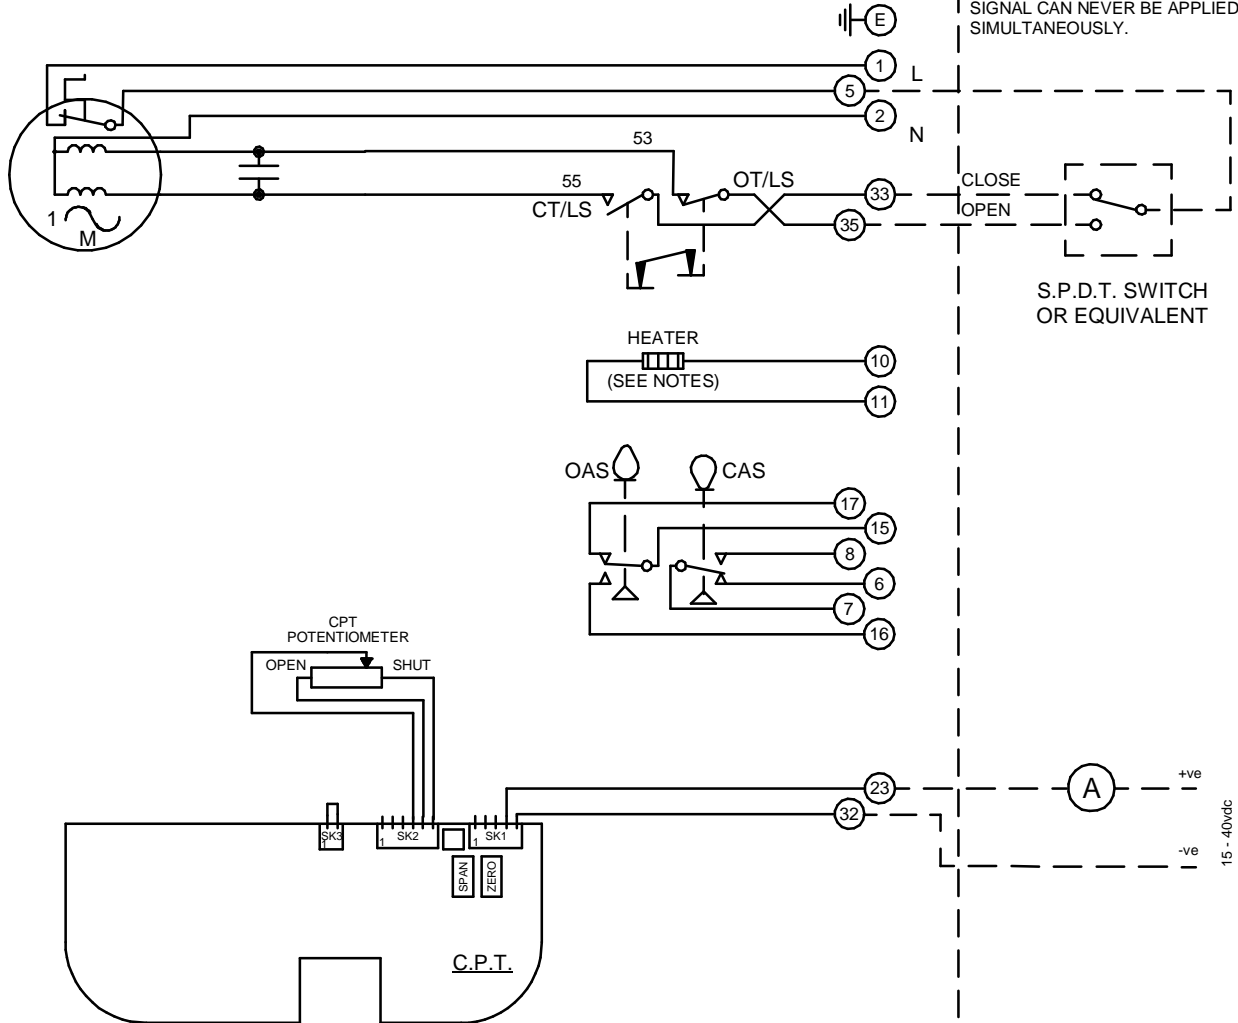 SIGNAL CAN NEVER BE APPLIED
SIMULTANEOUSLY.
E
1
L
5
2
N
53
55
CT/LS
OT/LS
33
35
CLOSE
OPEN
1
M
S.P.D.T. SWITCH
OR EQUIVALENT
HEATER
(SEE NOTES)
10
11
OAS
CAS
17
15
8
6
7
16
CPT
POTENTIOMETER
OPEN
SHUT
23
32
A
+ve
-ve
15 - 40vdc
SK3
1
SK2
1
SK1
1
SPAN
ZERO
C.P.T.